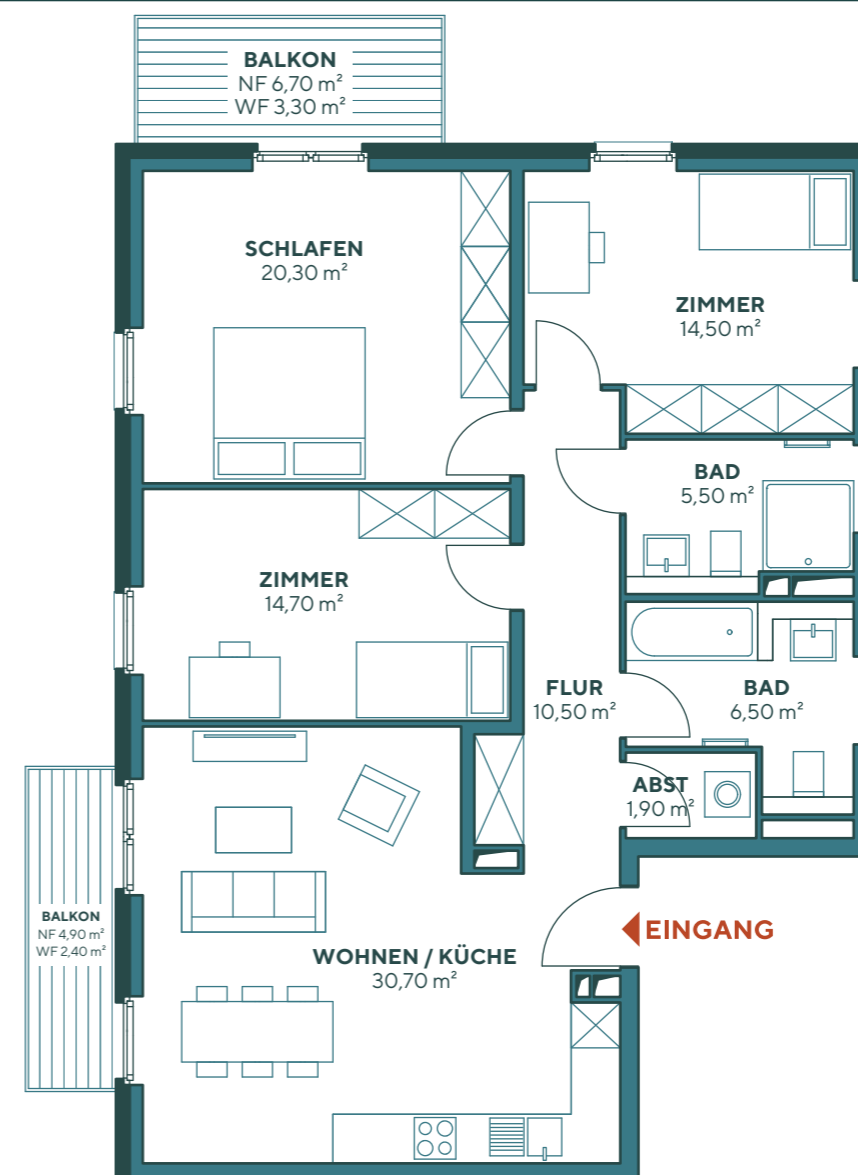 BALKON
NF 6,70 m²
WF 3,30 m²
SCHLAFEN
20,30 m²
ZIMMER
14,50 m²
BAD
5,50 m²
ZIMMER
14,70 m²
FLUR
10,50 m²
BAD
6,50 m²
ABST
1,90 m²
BALKON
NF 4,90 m²
WF 2,40 m²
EINGANG
WOHNEN / KÜCHE
30,70 m²